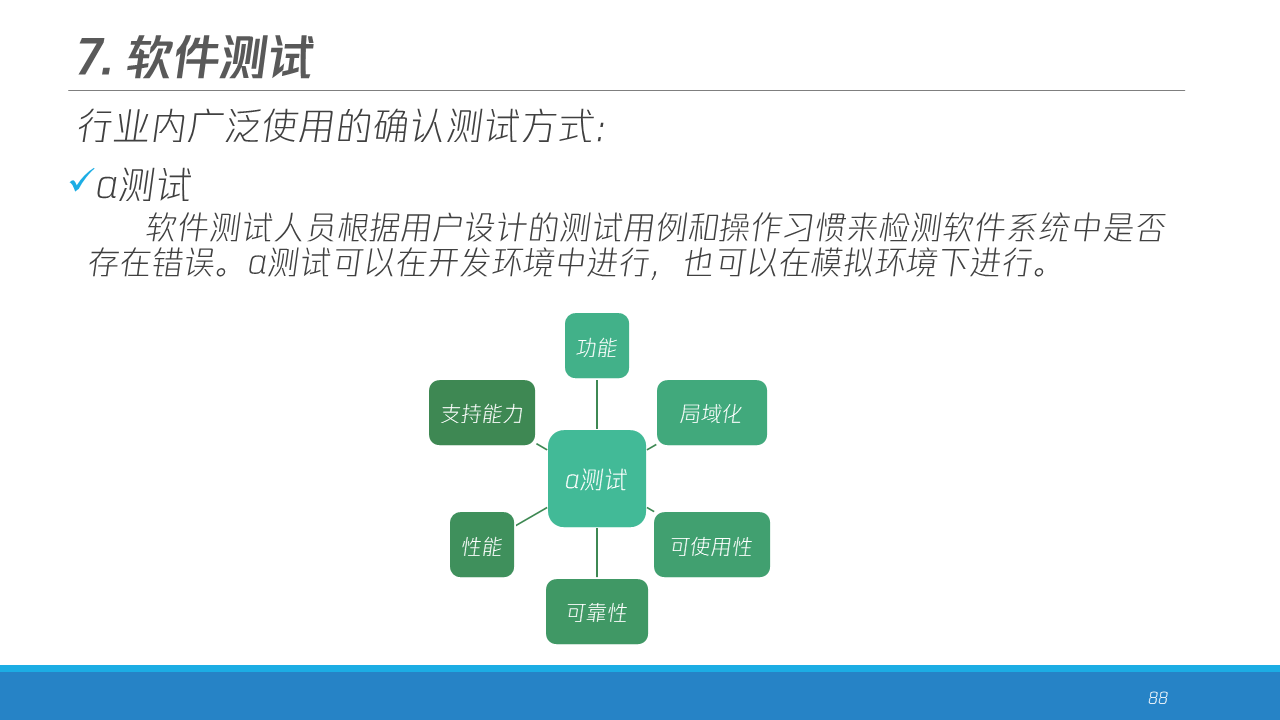 7. 软件测试
行业内广泛使用的确认测试方式:
a测试
软件测试人员根据用户设计的测试用例和操作习惯来检测软件系统中是否
存在错误。a测试可以在开发环境中进行，也可以在模拟环境下进行。
功能
支持能力
局域化
a测试
性能
可使用性
可靠性
88